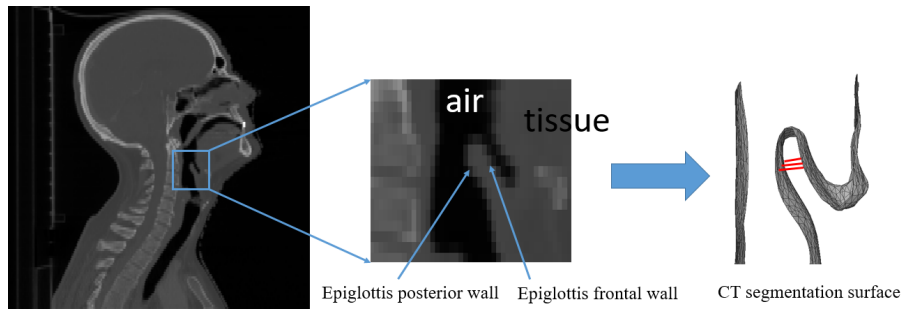 air
tissue
Epiglottis posterior wall
Epiglottis frontal wall
CT segmentation surface